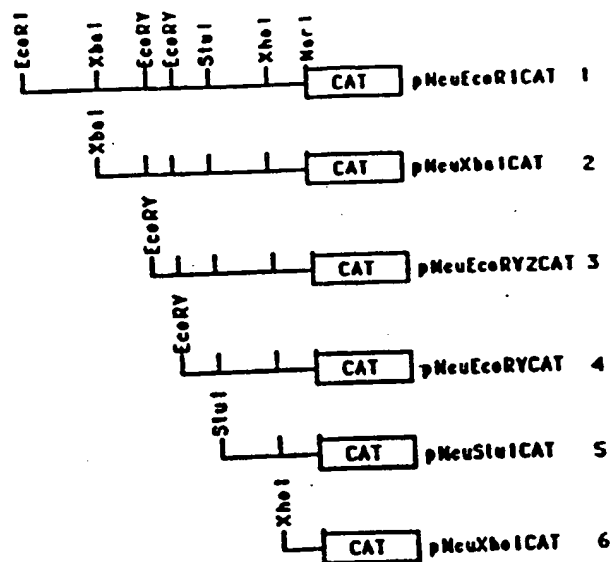 EcoRI XbaI EcoRV EcoRV StuI XhoI NarI
CAT pNeuEcoR1CAT 1
XbaI
CAT pNeuXbaICAT 2
EcoRV
CAT pNeuEcoRV2CAT 3
EcoRV
CAT pNeuEcoRVCAT 4
StuI
CAT pNeuStuICAT 5
XhoI
CAT pNeuXhoICAT 6